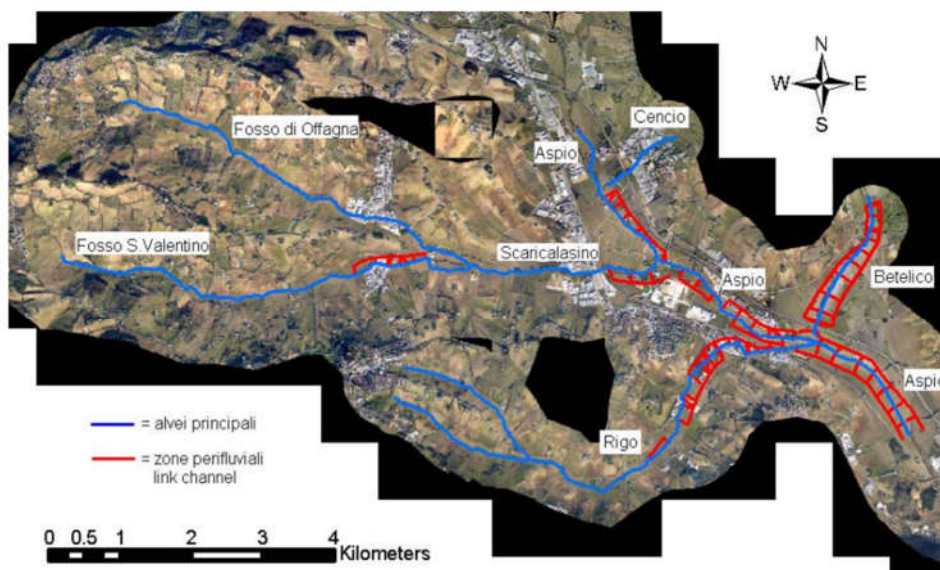 N
W E
S
Cencio
Fosso di Offagna
Aspio
Fosso S.Valentino
Scaricalasino
Aspio
Betelico
Aspio
Rigo
= alvei principali
= zone perifluviali
link channel
0 0.5 1 2 3 4
Kilometers